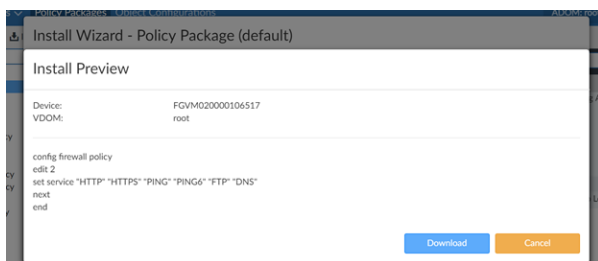 Policy Packages Object Configurations
ADOM: roo
Install Wizard - Policy Package (default)
Install Preview
Device: FGVM020000106517
VDOM: root
config firewall policy
edit 2
set service "HTTP" "HTTPS" "PING" "PING6" "FTP" "DNS"
next
end
Download Cancel